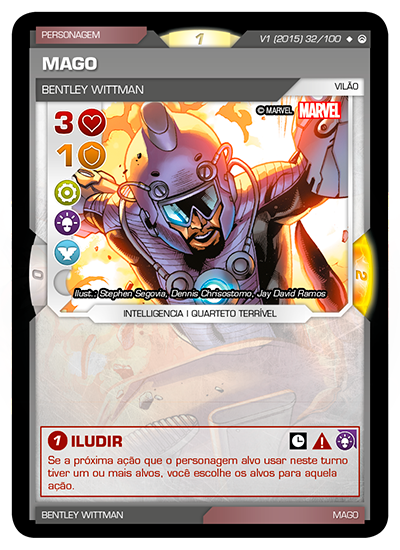 PERSONAGEM
1
V1 (2015) 32/100
MAGO
BENTLEY WITTMAN
VILÃO
© MARVEL MARVEL
3
1
0
2
Ilust.: Stephen Segovia, Dennis Chrisostomo, Jay David Ramos
INTELLIGENCIA | QUARTETO TERRÍVEL
1 ILUDIR
Se a próxima ação que o personagem alvo usar neste turno
tiver um ou mais alvos, você escolhe os alvos para aquela
ação.
BENTLEY WITTMAN
MAGO